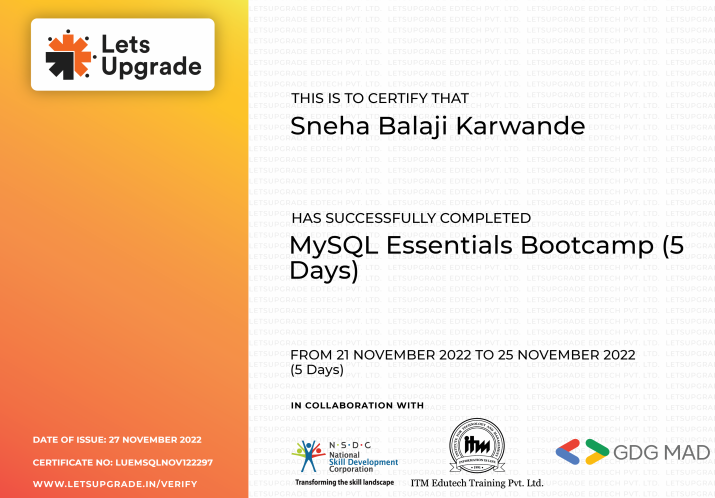 Lets
Upgrade
THIS IS TO CERTIFY THAT
Sneha Balaji Karwande
HAS SUCCESSFULLY COMPLETED
MySQL Essentials Bootcamp (5
Days)
FROM 21 NOVEMBER 2022 TO 25 NOVEMBER 2022
(5 Days)
IN COLLABORATION WITH
DATE OF ISSUE: 27 NOVEMBER 2022
CERTIFICATE NO: LUEMSQLNOV122297
WWW.LETSUPGRADE.IN/VERIFY
N·S·D·C
National
Skill Development
Corporation
Transforming the skill landscape
itm
ITM Edutech Training Pvt. Ltd.
GDG MAD